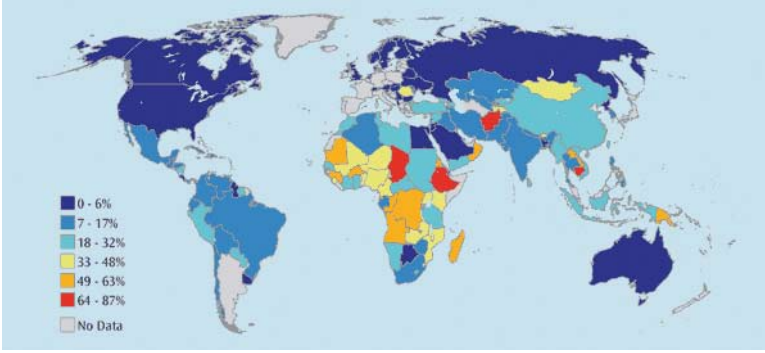 0 - 6%
7 - 17%
18 - 32%
33 - 48%
49 - 63%
64 - 87%
No Data